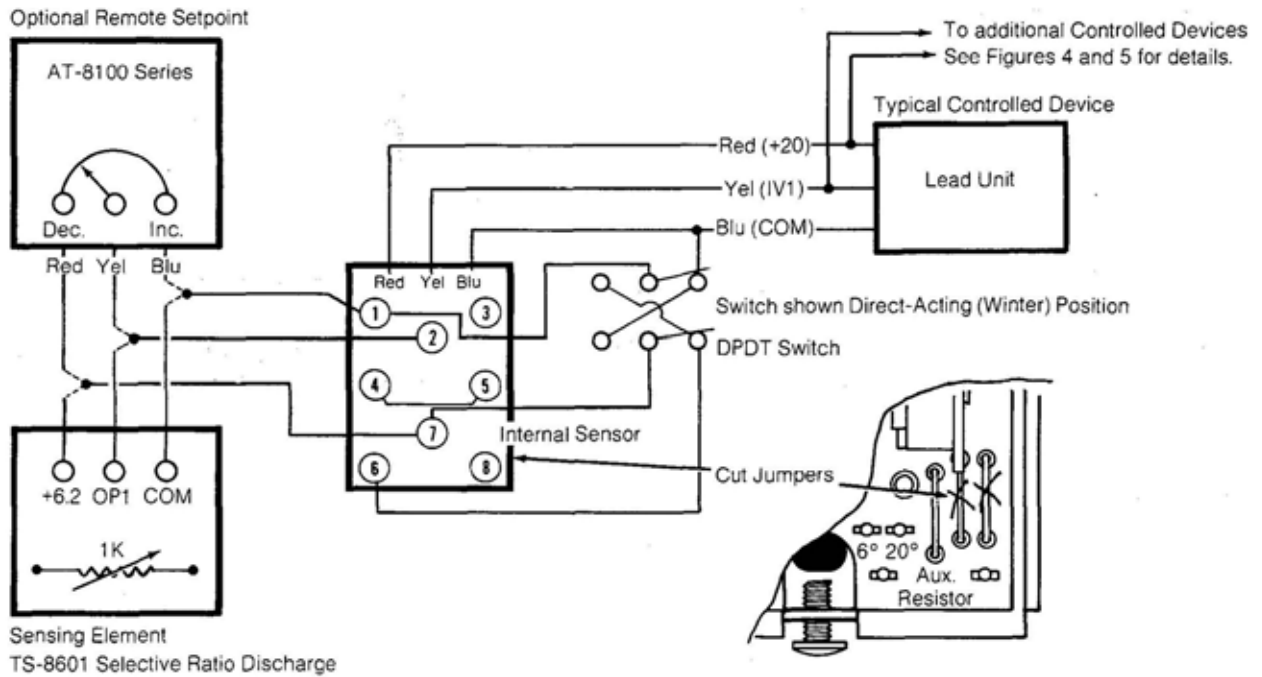 Optional Remote Setpoint
AT-8100 Series
Dec.
Inc.
Red Yel Blu
+6.2 OP1 COM
1K
Sensing Element
TS-8601 Selective Ratio Discharge
Red Yel Blu
1
3
2
4
5
7
6
8
Internal Sensor
Red (+20)
Yel (IV1)
Blu (COM)
To additional Controlled Devices
See Figures 4 and 5 for details.
Typical Controlled Device
Lead Unit
Switch shown Direct-Acting (Winter) Position
DPDT Switch
Cut Jumpers
6° 20°
Aux.
Resistor